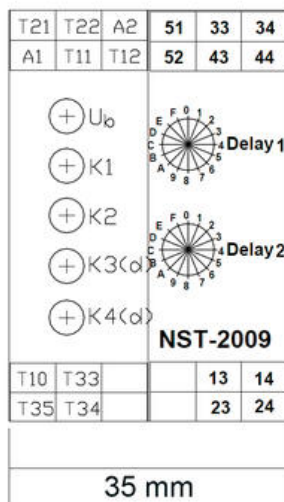 T21 T22 A2 51 33 34
A1 T11 T12 52 43 44
Ub
K1
K2
K3(d)
K4(d)
0 1 2 3 4 5 6 7 8 9 A B C D E F
Delay 1
0 1 2 3 4 5 6 7 8 9 A B C D E F
Delay 2
NST-2009
T10 T33 13 14
T35 T34 23 24
35 mm